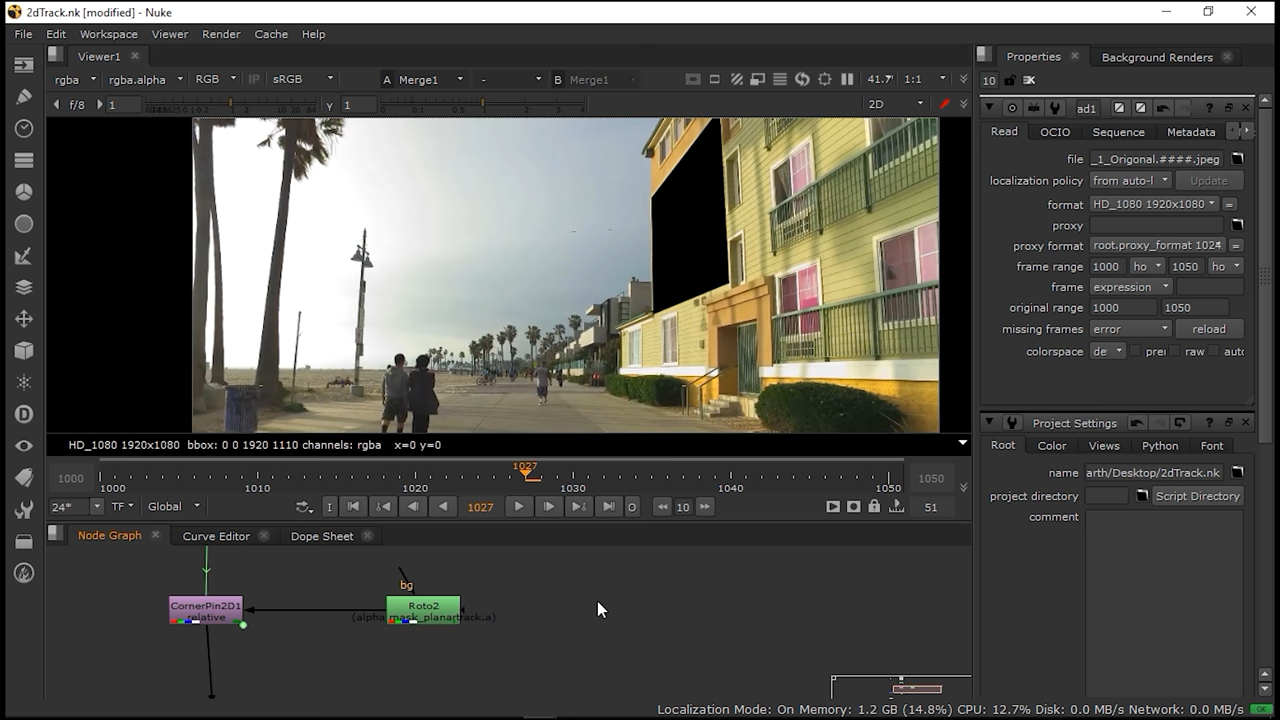 2dTrack.nk [modified] - Nuke
File Edit Workspace Viewer Render Cache Help
Viewer1
Properties Background Renders
rgba rgba.alpha RGB IP sRGB A Merge1 - B Merge1 41.7 1:1
10
f/8 1 γ 1 2D
ad1
Read OCIO Sequence Metadata
file _1_Origonal.####.jpeg
localization policy from auto-l Update
format HD_1080 1920x1080 =
proxy
proxy format root.proxy_format 1024 =
frame range 1000 ho 1050 ho
frame expression
original range 1000 1050
missing frames error reload
colorspace de pre raw auto
Project Settings
Root Color Views Python Font
name arth/Desktop/2dTrack.nk
project directory Script Directory
comment
HD_1080 1920x1080 bbox: 0 0 1920 1110 channels: rgba x=0 y=0
1027
1000 1000 1010 1020 1030 1040 1050 1050
24* TF Global I 1027 O 10 51
Node Graph Curve Editor Dope Sheet
bg
CornerPin2D1
relative
Roto2
(alpha mask_planartrack.a)
Localization Mode: On Memory: 1.2 GB (14.8%) CPU: 12.7% Disk: 0.0 MB/s Network: 0.0 MB/s